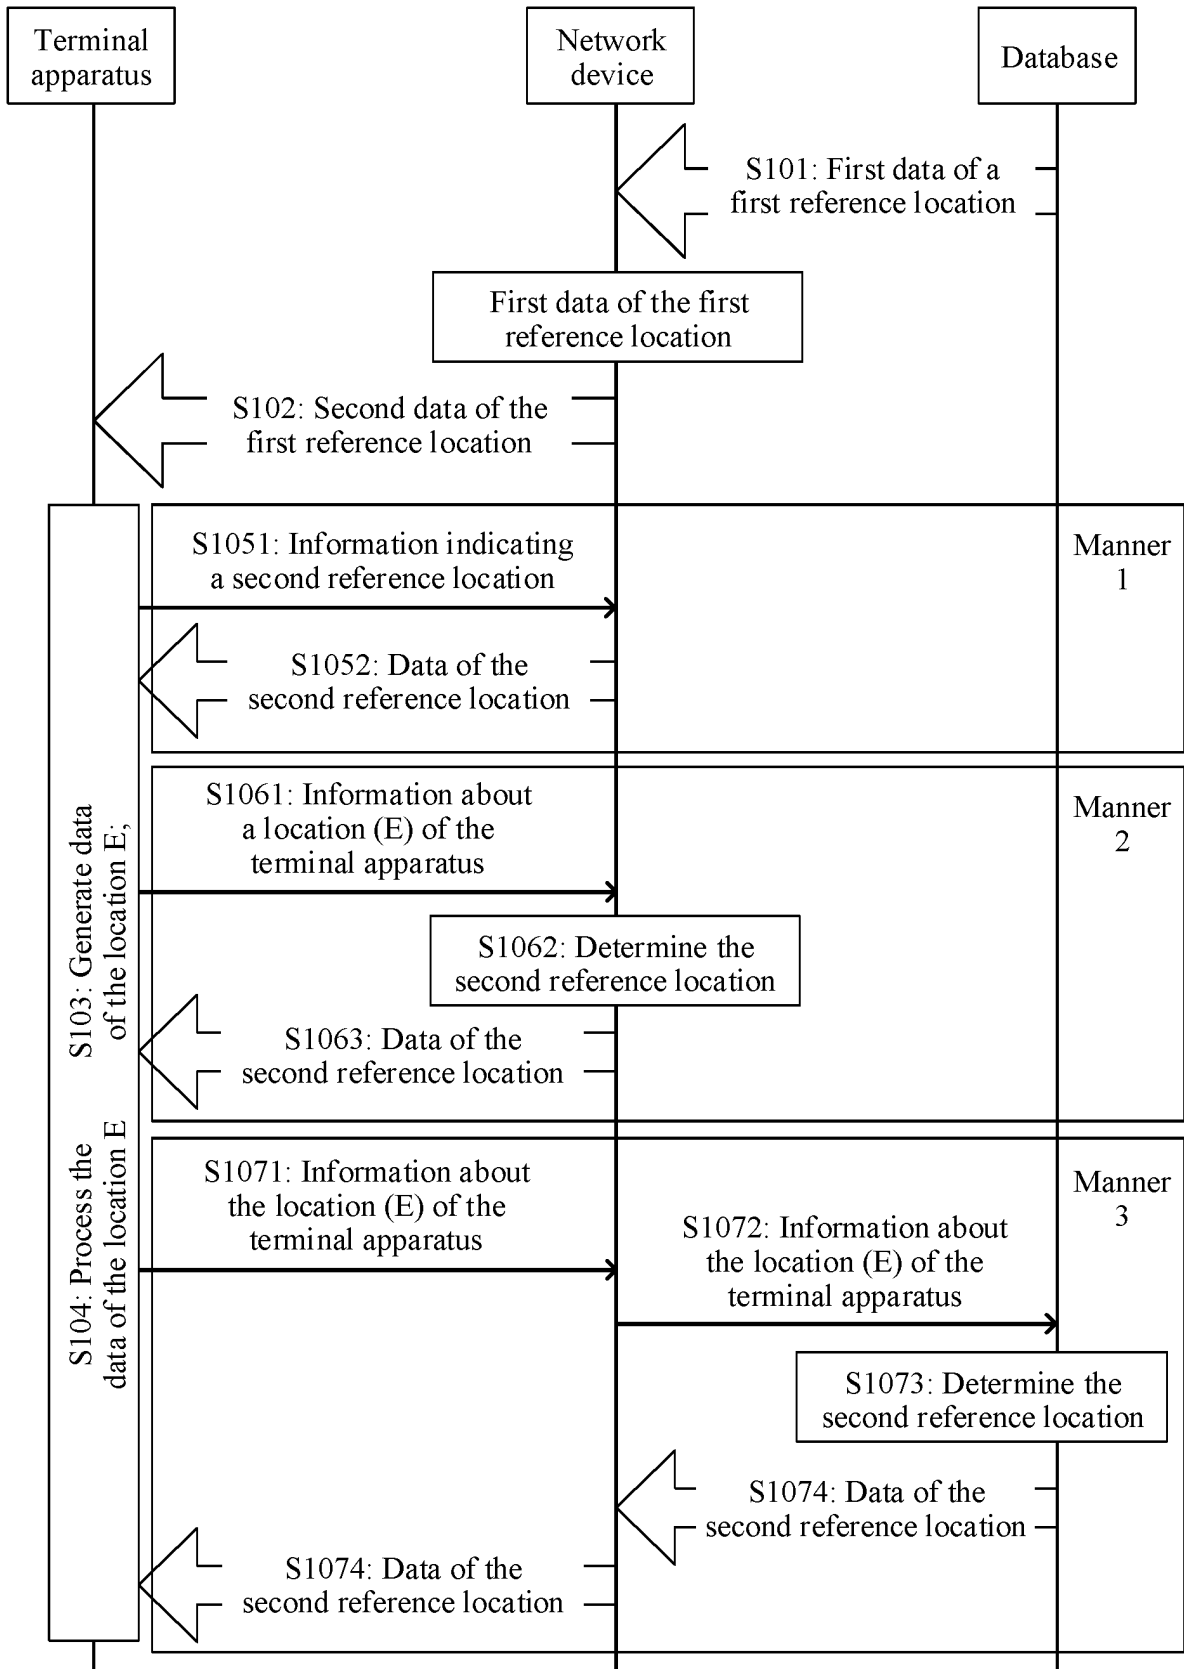 Terminal
apparatus
Network
device
Database
S101: First data of a
first reference location
First data of the first
reference location
S102: Second data of the
first reference location
S103: Generate data
of the location E;
S104: Process the
data of the location E
Manner
1
S1051: Information indicating
a second reference location
S1052: Data of the
second reference location
Manner
2
S1061: Information about
a location (E) of the
terminal apparatus
S1062: Determine the
second reference location
S1063: Data of the
second reference location
Manner
3
S1071: Information about
the location (E) of the
terminal apparatus
S1072: Information about
the location (E) of the
terminal apparatus
S1073: Determine the
second reference location
S1074: Data of the
second reference location
S1074: Data of the
second reference location